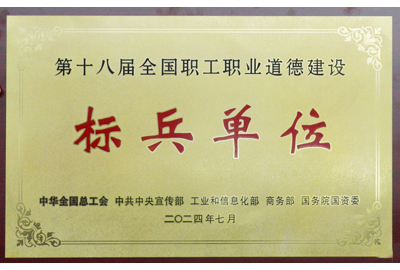 第十八届全国职工职业道德建设
标兵单位
中华全国总工会 中共中央宣传部 工业和信息化部 商务部 国务院国资委
二〇二四年七月